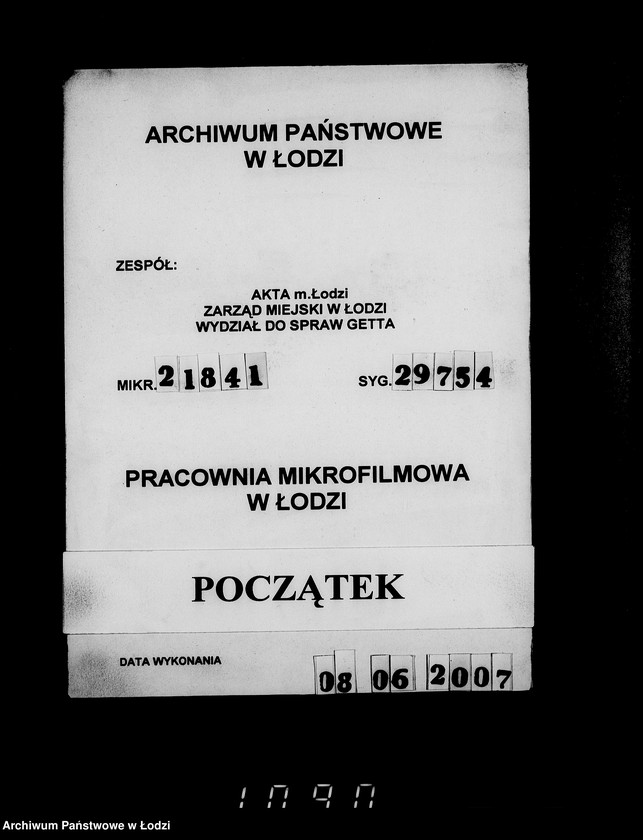 ARCHIWUM PAŃSTWOWE
W ŁODZI
ZESPÓŁ:
AKTA m.Łodzi
ZARZĄD MIEJSKI W ŁODZI
WYDZIAŁ DO SPRAW GETTA
MIKR. 21841 SYG. 29754
PRACOWNIA MIKROFILMOWA
W ŁODZI
POCZĄTEK
DATA WYKONANIA 08 06 2007
Archiwum Państwowe w Łodzi